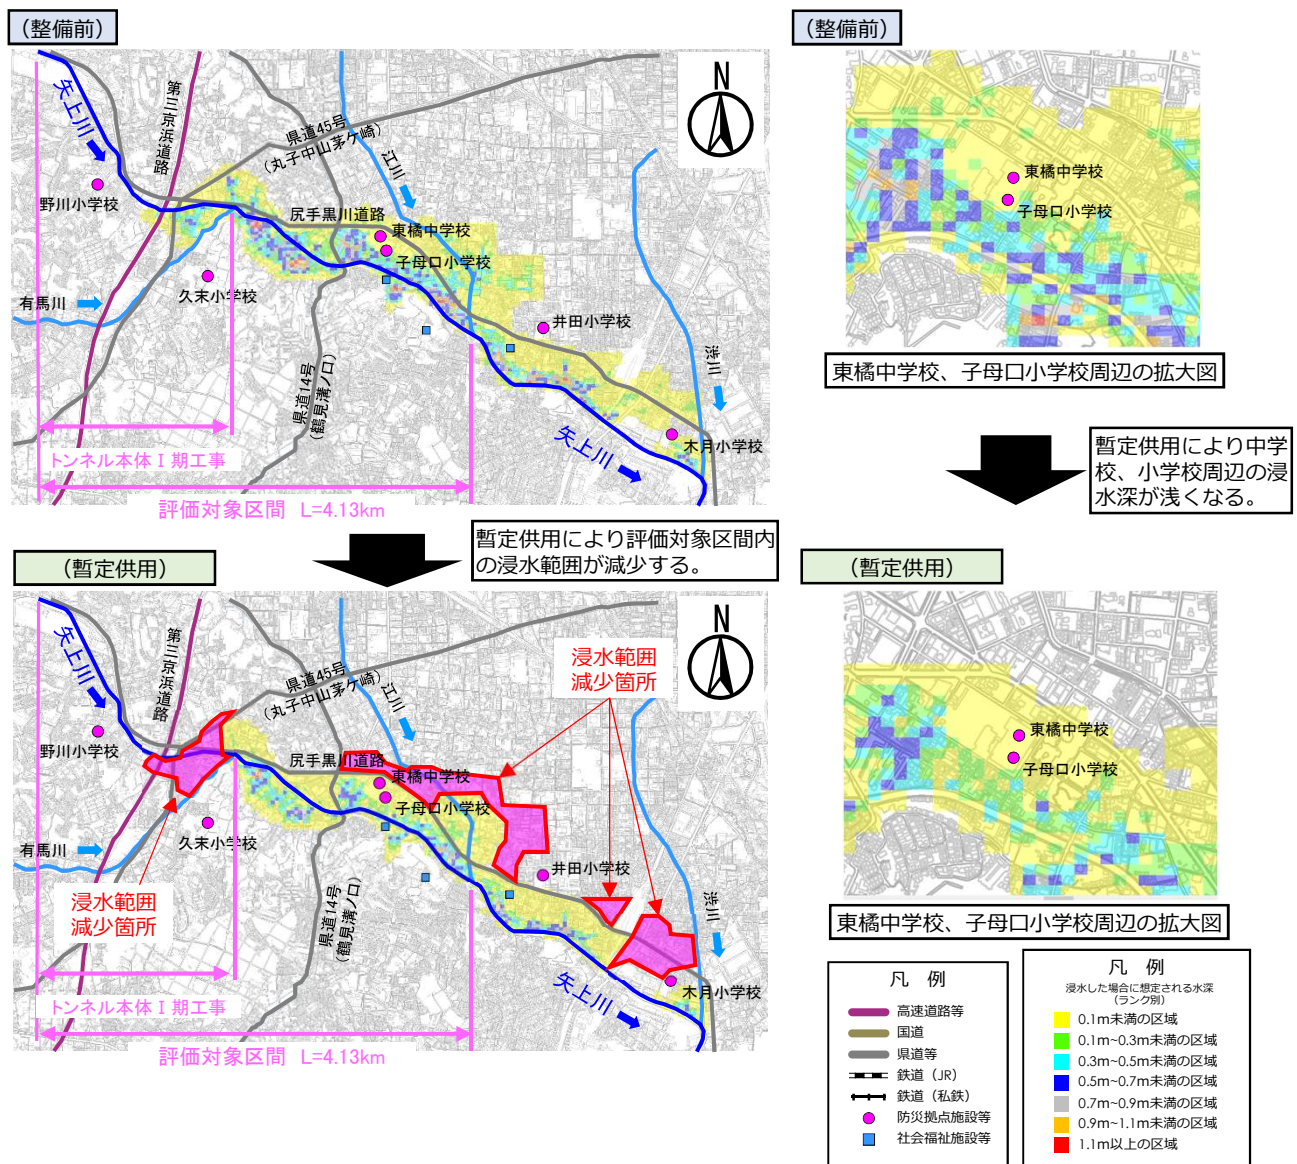 （整備前）
N
矢上川
第三京浜道路
県道45号
（丸子中山茅ケ崎）
江川
野川小学校
尻手黒川道路
東橘中学校
子母口小学校
久末小学校
有馬川
井田小学校
渋川
県道14号
（鶴見溝ノ口）
木月小学校
矢上川
トンネル本体Ⅰ期工事
評価対象区間 L=4.13km
暫定供用により評価対象区間内
の浸水範囲が減少する。
（整備前）
東橘中学校
子母口小学校
東橘中学校、子母口小学校周辺の拡大図
暫定供用により中学
校、小学校周辺の浸
水深が浅くなる。
（暫定供用）
N
矢上川
第三京浜道路
県道45号
（丸子中山茅ケ崎）
江川
浸水範囲
減少箇所
野川小学校
尻手黒川道路
東橘中学校
子母口小学校
久末小学校
有馬川
井田小学校
浸水範囲
減少箇所
渋川
県道14号
（鶴見溝ノ口）
木月小学校
矢上川
トンネル本体Ⅰ期工事
評価対象区間 L=4.13km
（暫定供用）
東橘中学校
子母口小学校
東橘中学校、子母口小学校周辺の拡大図
凡 例
高速道路等
国道
県道等
鉄道（JR）
鉄道（私鉄）
防災拠点施設等
社会福祉施設等
凡 例
浸水した場合に想定される水深
（ランク別）
0.1m未満の区域
0.1m~0.3m未満の区域
0.3m~0.5m未満の区域
0.5m~0.7m未満の区域
0.7m~0.9m未満の区域
0.9m~1.1m未満の区域
1.1m以上の区域